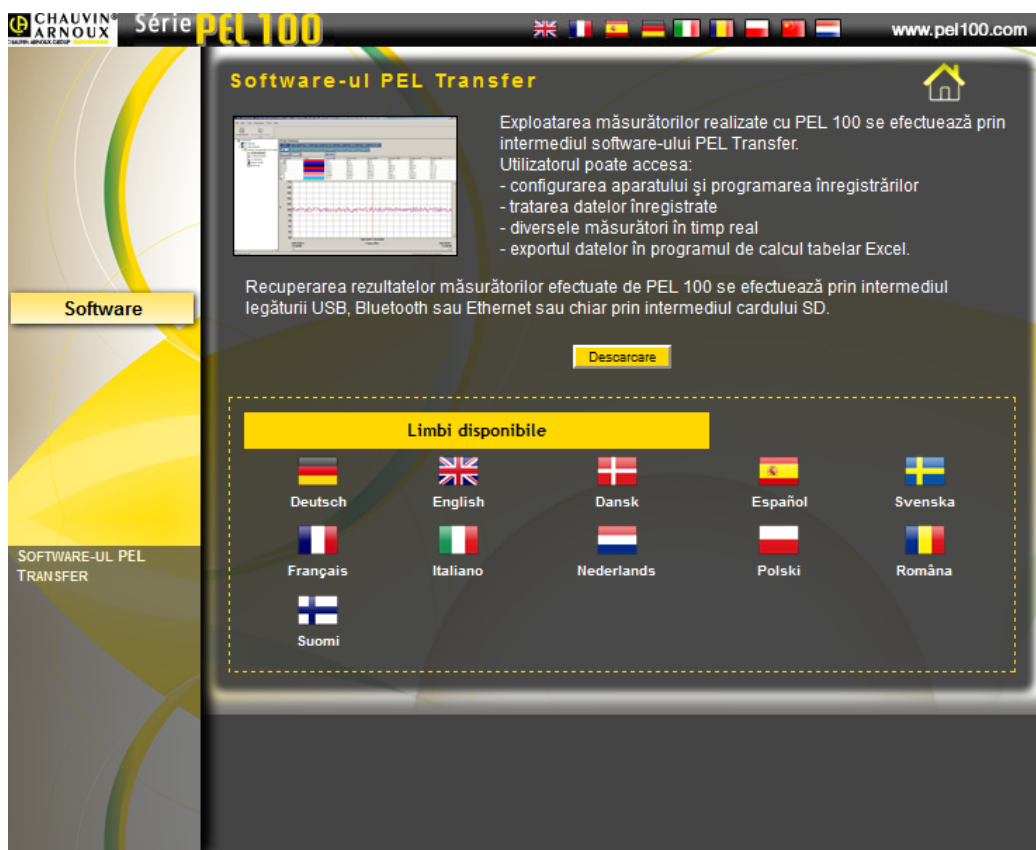 CHAUVIN®
ARNOUX
CHAUVIN ARNOUX GROUP
Série PEL 100
www.pel100.com
Software-ul PEL Transfer
Exploatarea măsurătorilor realizate cu PEL 100 se efectuează prin
intermediul software-ului PEL Transfer.
Utilizatorul poate accesa:
- configurarea aparatului şi programarea înregistrărilor
- tratarea datelor înregistrate
- diversele măsurători în timp real
- exportul datelor în programul de calcul tabelar Excel.
Recuperarea rezultatelor măsurătorilor efectuate de PEL 100 se efectuează prin intermediul
legăturii USB, Bluetooth sau Ethernet sau chiar prin intermediul cardului SD.
Software
Descarcare
Limbi disponibile
Deutsch English Dansk Español Svenska
SOFTWARE-UL PEL
TRANSFER
Français Italiano Nederlands Polski Româna
Suomi